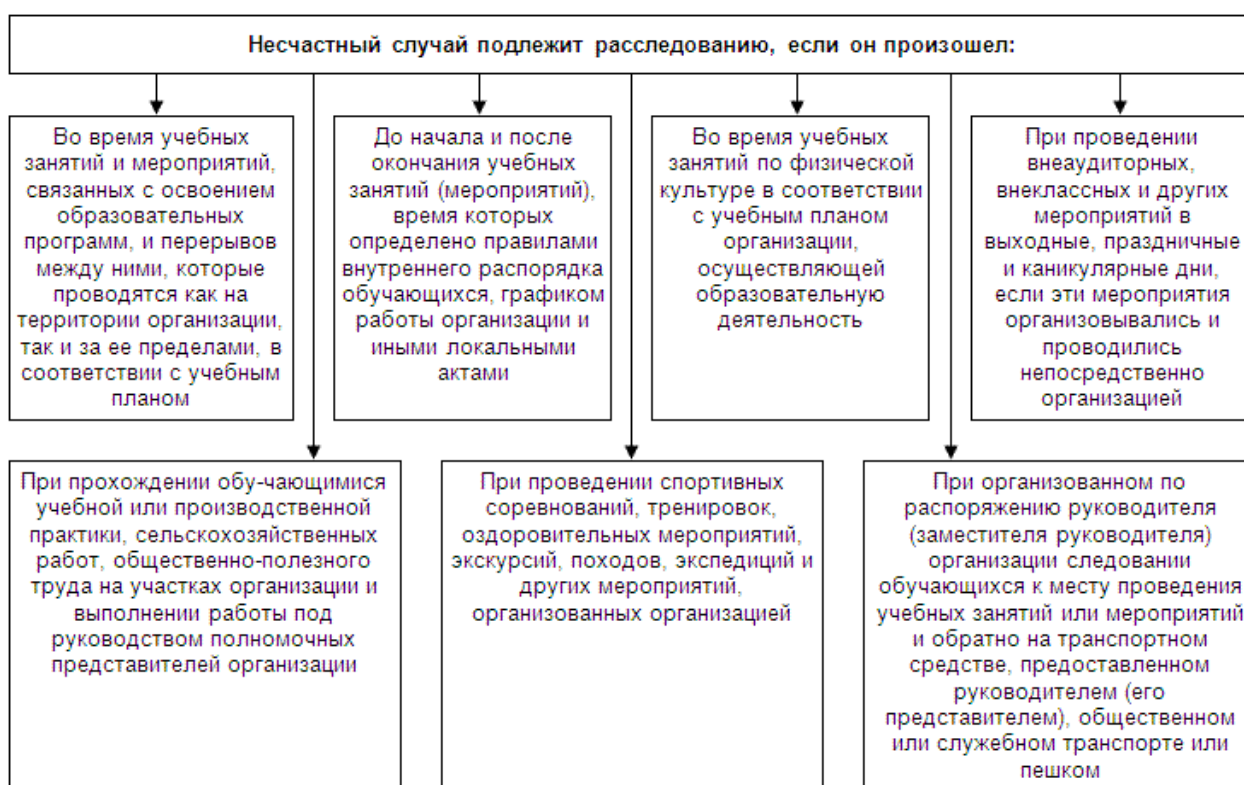 Несчастный случай подлежит расследованию, если он произошел:
Во время учебных
занятий и мероприятий,
связанных с освоением
образовательных
программ, и перерывов
между ними, которые
проводятся как на
территории организации,
так и за ее пределами, в
соответствии с учебным
планом
До начала и после
окончания учебных
занятий (мероприятий),
время которых
определено правилами
внутреннего распорядка
обучающихся, графиком
работы организации и
иными локальными
актами
Во время учебных
занятий по физической
культуре в соответствии
с учебным планом
организации,
осуществляющей
образовательную
деятельность
При проведении
внеаудиторных,
внеклассных и других
мероприятий в
выходные, праздничные
и каникулярные дни,
если эти мероприятия
организовывались и
проводились
непосредственно
организацией
При прохождении обу-чающимися
учебной или производственной
практики, сельскохозяйственных
работ, общественно-полезного
труда на участках организации и
выполнении работы под
руководством полномочных
представителей организации
При проведении спортивных
соревнований, тренировок,
оздоровительных мероприятий,
экскурсий, походов, экспедиций и
других мероприятий,
организованных организацией
При организованном по
распоряжению руководителя
(заместителя руководителя)
организации следовании
обучающихся к месту проведения
учебных занятий или мероприятий
и обратно на транспортном
средстве, предоставленном
руководителем (его
представителем), общественном
или служебном транспорте или
пешком